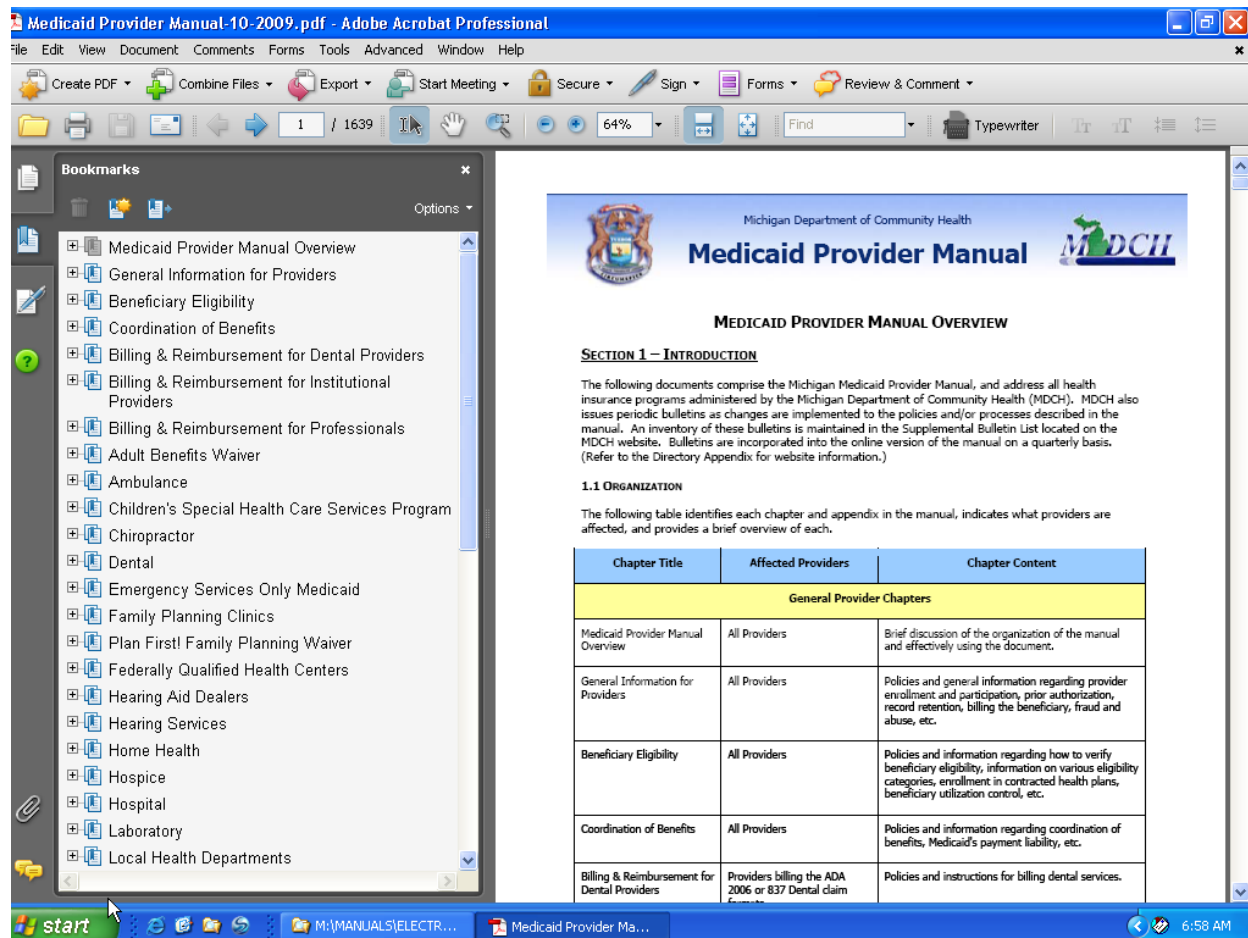 Medicaid Provider Manual-10-2009.pdf - Adobe Acrobat Professional
File Edit View Document Comments Forms Tools Advanced Window Help
Create PDF Combine Files Export Start Meeting Secure Sign Forms Review & Comment
1 / 1639 64% Find Typewriter
Bookmarks
Options
Medicaid Provider Manual Overview
General Information for Providers
Beneficiary Eligibility
Coordination of Benefits
Billing & Reimbursement for Dental Providers
Billing & Reimbursement for Institutional
Providers
Billing & Reimbursement for Professionals
Adult Benefits Waiver
Ambulance
Children's Special Health Care Services Program
Chiropractor
Dental
Emergency Services Only Medicaid
Family Planning Clinics
Plan First! Family Planning Waiver
Federally Qualified Health Centers
Hearing Aid Dealers
Hearing Services
Home Health
Hospice
Hospital
Laboratory
Local Health Departments
Michigan Department of Community Health
Medicaid Provider Manual
MDCH
MEDICAID PROVIDER MANUAL OVERVIEW
SECTION 1 – INTRODUCTION
The following documents comprise the Michigan Medicaid Provider Manual, and address all health
insurance programs administered by the Michigan Department of Community Health (MDCH). MDCH also
issues periodic bulletins as changes are implemented to the policies and/or processes described in the
manual. An inventory of these bulletins is maintained in the Supplemental Bulletin List located on the
MDCH website. Bulletins are incorporated into the online version of the manual on a quarterly basis.
(Refer to the Directory Appendix for website information.)
1.1 ORGANIZATION
The following table identifies each chapter and appendix in the manual, indicates what providers are
affected, and provides a brief overview of each.
Chapter Title Affected Providers Chapter Content
General Provider Chapters
Medicaid Provider Manual All Providers Brief discussion of the organization of the manual
Overview and effectively using the document.
General Information for All Providers Policies and general information regarding provider
Providers enrollment and participation, prior authorization,
record retention, billing the beneficiary, fraud and
abuse, etc.
Beneficiary Eligibility All Providers Policies and information regarding how to verify
beneficiary eligibility, information on various eligibility
categories, enrollment in contracted health plans,
beneficiary utilization control, etc.
Coordination of Benefits All Providers Policies and information regarding coordination of
benefits, Medicaid's payment liability, etc.
Billing & Reimbursement for Providers billing the ADA Policies and instructions for billing dental services.
Dental Providers 2006 or 837 Dental claim
start M:\MANUALS\ELECTR... Medicaid Provider Ma... 6:58 AM